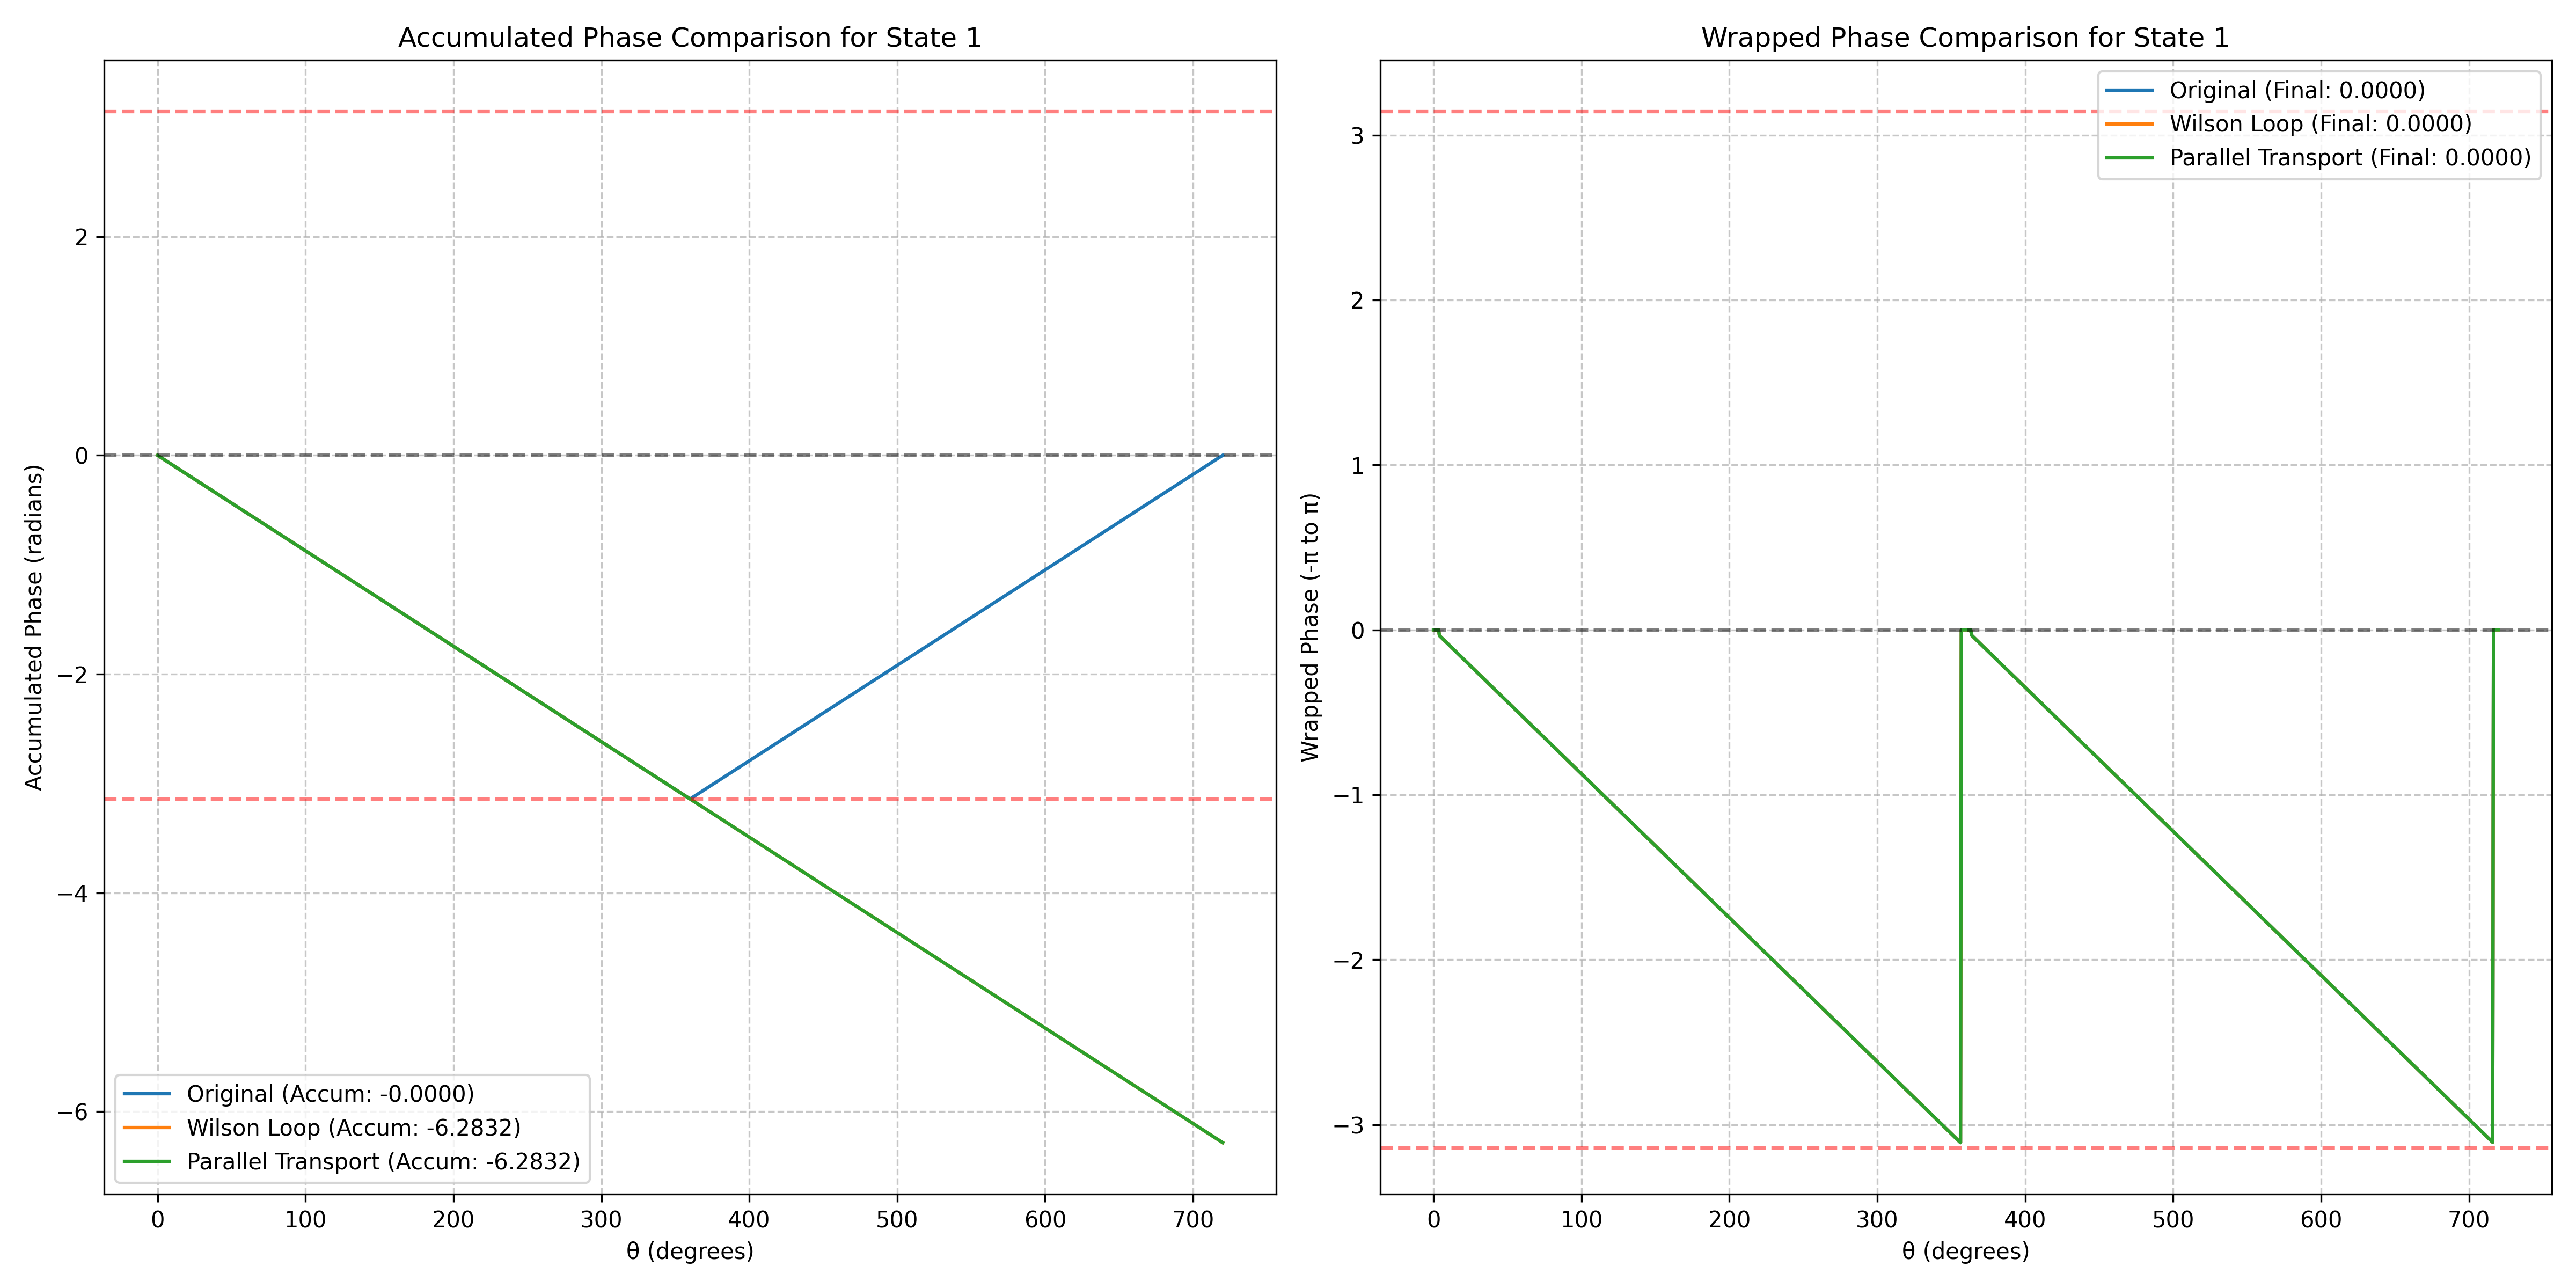 Accumulated Phase Comparison for State 1
Accumulated Phase (radians)
2
0
−2
−4
−6
Original (Accum: -0.0000)
Wilson Loop (Accum: -6.2832)
Parallel Transport (Accum: -6.2832)
0 100 200 300 400 500 600 700
θ (degrees)
Wrapped Phase Comparison for State 1
Wrapped Phase (-π to π)
3
2
1
0
−1
−2
−3
Original (Final: 0.0000)
Wilson Loop (Final: 0.0000)
Parallel Transport (Final: 0.0000)
0 100 200 300 400 500 600 700
θ (degrees)